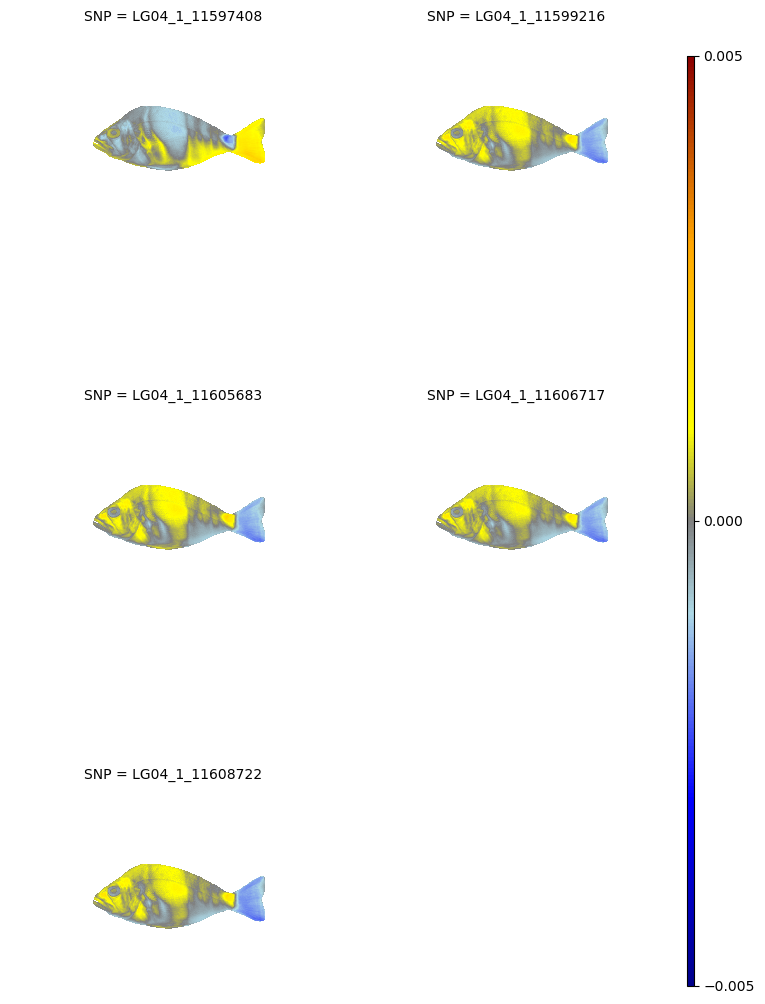 SNP = LG04_1_11597408
SNP = LG04_1_11599216
0.005
SNP = LG04_1_11605683
SNP = LG04_1_11606717
0.000
SNP = LG04_1_11608722
−0.005